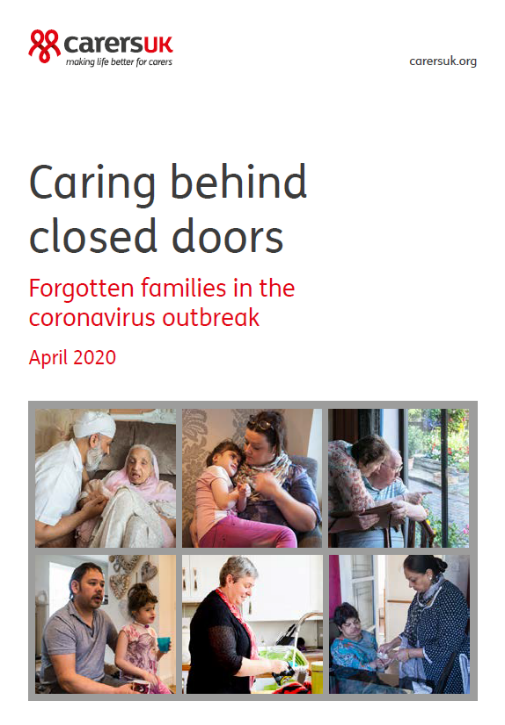 carersuk
making life better for carers
carersuk.org
Caring behind
closed doors
Forgotten families in the
coronavirus outbreak
April 2020